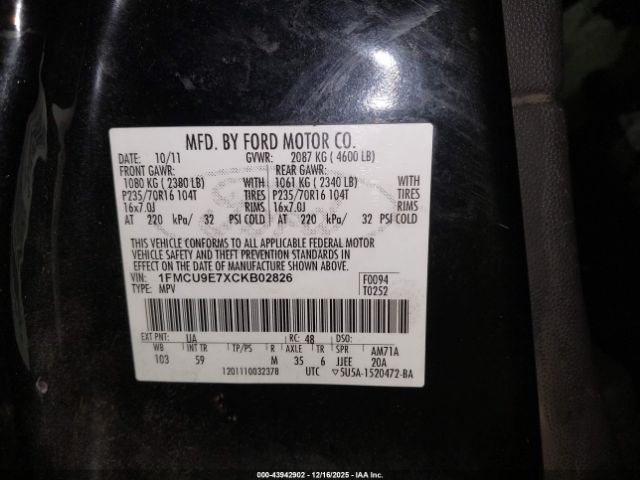 MFD. BY FORD MOTOR CO.
DATE: 10/11 GVWR: 2087 KG ( 4600 LB)
FRONT GAWR: REAR GAWR:
1080 KG ( 2380 LB) WITH 1061 KG ( 2340 LB) WITH
P235/70R16 104T TIRES P235/70R16 104T TIRES
16x7.0J RIMS 16x7.0J RIMS
AT 220 kPa/ 32 PSI COLD AT 220 kPa/ 32 PSI COLD
THIS VEHICLE CONFORMS TO ALL APPLICABLE FEDERAL MOTOR
VEHICLE SAFETY AND THEFT PREVENTION STANDARDS IN
EFFECT ON THE DATE OF MANUFACTURE SHOWN ABOVE.
VIN: 1FMCU9E7XCKB02826 F0094
TYPE: MPV T0252
EXT PNT: UA RC: 48 DSO:
WB INT TR TP/PS R AXLE TR SPR AM71A
103 59 M 35 6 JJEE 20A
1201110032378 UTC 5U5A-1520472-BA
000-43942902 - 12/16/2025 - IAAI.COM